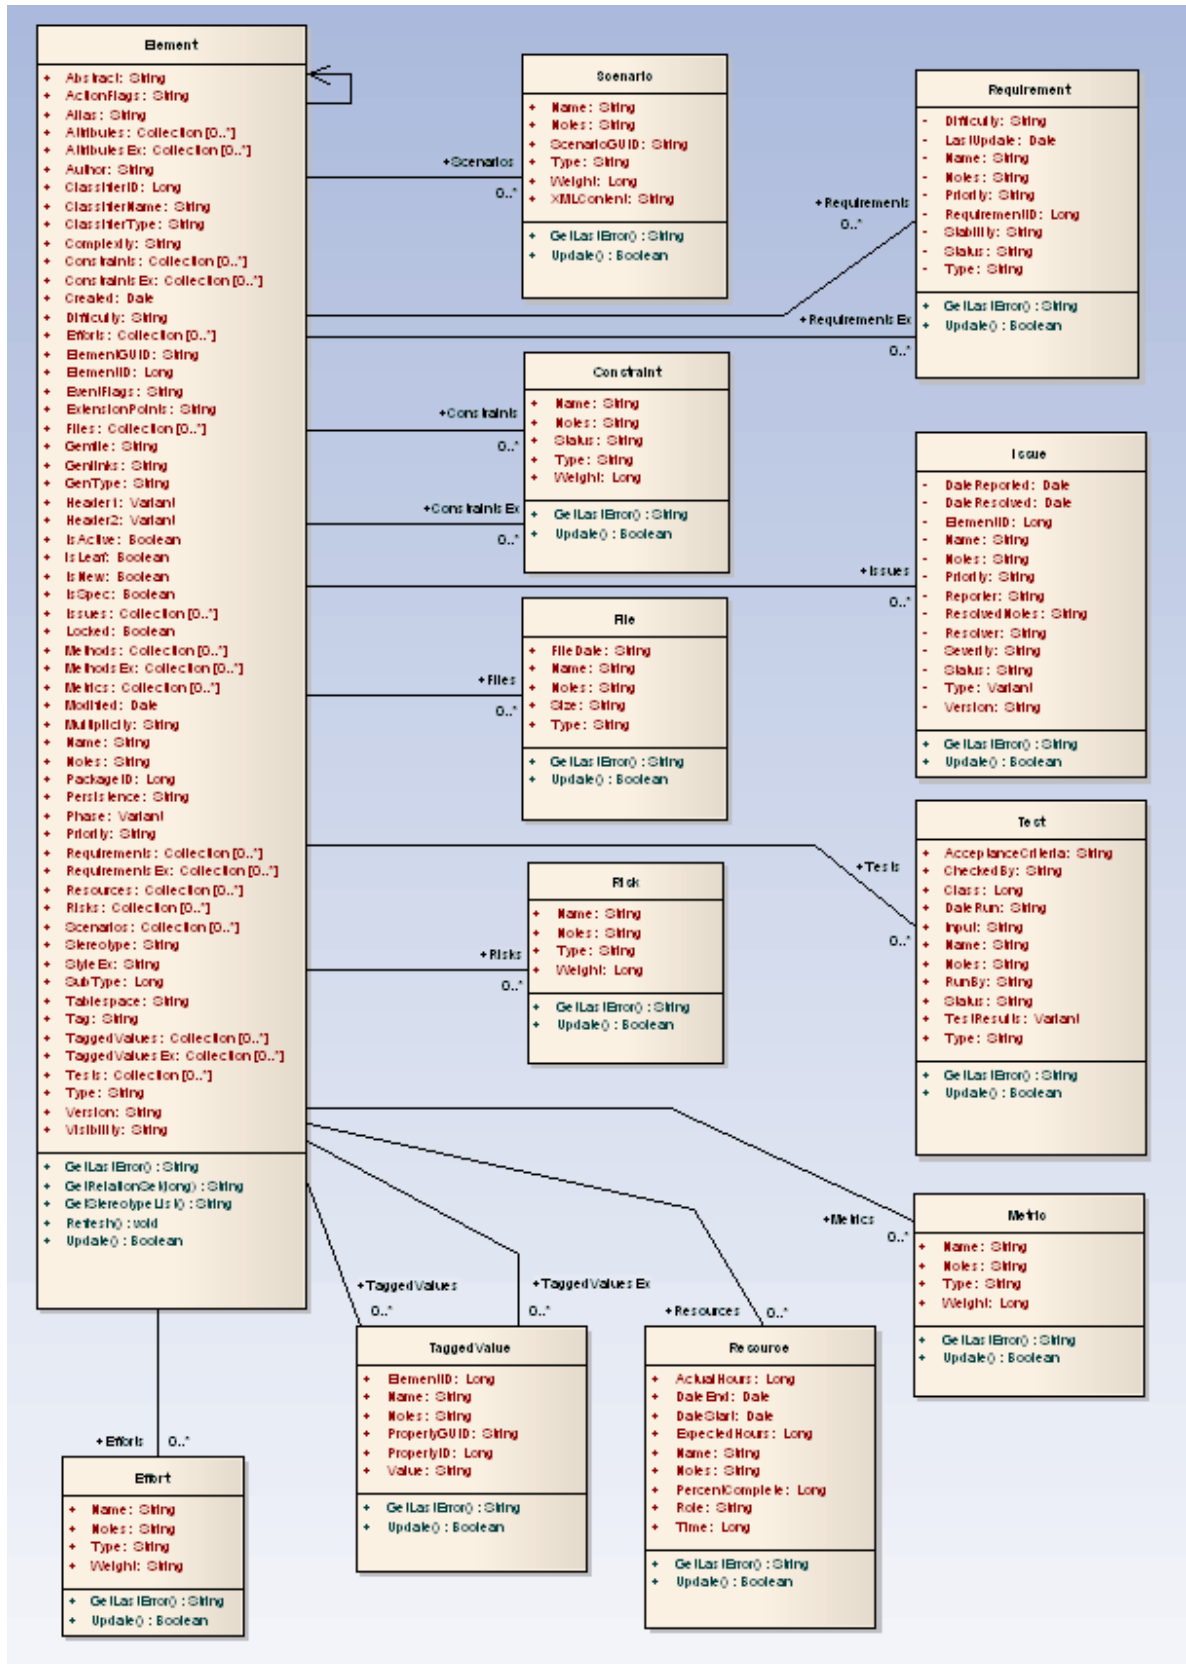 Element
+ Abstract: String
+ ActionFlags: String
+ Alias: String
+ Attributes: Collection [0..*]
+ AttributesEx: Collection [0..*]
+ Author: String
+ ClassifierID: Long
+ ClassifierName: String
+ ClassifierType: String
+ Complexity: String
+ Constraints: Collection [0..*]
+ ConstraintsEx: Collection [0..*]
+ Created: Date
+ Difficulty: String
+ Efforts: Collection [0..*]
+ ElementGUID: String
+ ElementID: Long
+ EventFlags: String
+ ExtensionPoints: String
+ Files: Collection [0..*]
+ Genfile: String
+ Genlinks: String
+ GenType: String
+ Header1: Variant
+ Header2: Variant
+ IsActive: Boolean
+ IsLeaf: Boolean
+ IsNew: Boolean
+ IsSpec: Boolean
+ Issues: Collection [0..*]
+ Locked: Boolean
+ Methods: Collection [0..*]
+ MethodsEx: Collection [0..*]
+ Metrics: Collection [0..*]
+ Modified: Date
+ Multiplicity: String
+ Name: String
+ Notes: String
+ PackageID: Long
+ Persistence: String
+ Phase: Variant
+ Priority: String
+ Requirements: Collection [0..*]
+ RequirementsEx: Collection [0..*]
+ Resources: Collection [0..*]
+ Risks: Collection [0..*]
+ Scenarios: Collection [0..*]
+ Stereotype: String
+ StyleEx: String
+ SubType: Long
+ Tablespace: String
+ Tag: String
+ TaggedValues: Collection [0..*]
+ TaggedValuesEx: Collection [0..*]
+ Tests: Collection [0..*]
+ Type: String
+ Version: String
+ Visibility: String
+ GetLastError() : String
+ GetRelationSet(long) : String
+ GetStereotypeList() : String
+ Refresh() : void
+ Update() : Boolean
+Scenarios
0..*
Scenario
+ Name: String
+ Notes: String
+ ScenarioGUID: String
+ Type: String
+ Weight: Long
+ XMLContent: String
+ GetLastError() : String
+ Update() : Boolean
+Requirements
0..*
+RequirementsEx
0..*
Requirement
- Difficulty: String
- LastUpdate: Date
- Name: String
- Notes: String
- Priority: String
- RequirementID: Long
- Stability: String
- Status: String
- Type: String
+ GetLastError() : String
+ Update() : Boolean
+Constraints
0..*
+ConstraintsEx
0..*
Constraint
+ Name: String
+ Notes: String
+ Status: String
+ Type: String
+ Weight: Long
+ GetLastError() : String
+ Update() : Boolean
+Issues
0..*
Issue
- DateReported: Date
- DateResolved: Date
- ElementID: Long
- Name: String
- Notes: String
- Priority: String
- Reporter: String
- ResolvedNotes: String
- Resolver: String
- Severity: String
- Status: String
- Type: Variant
- Version: String
+ GetLastError() : String
+ Update() : Boolean
+Files
0..*
File
+ FileDate: String
+ Name: String
+ Notes: String
+ Size: String
+ Type: String
+ GetLastError() : String
+ Update() : Boolean
+Tests
0..*
Test
+ AcceptanceCriteria: String
+ CheckedBy: String
+ Class: Long
+ DateRun: String
+ Input: String
+ Name: String
+ Notes: String
+ RunBy: String
+ Status: String
+ TestResults: Variant
+ Type: String
+ GetLastError() : String
+ Update() : Boolean
+Risks
0..*
Risk
+ Name: String
+ Notes: String
+ Type: String
+ Weight: Long
+ GetLastError() : String
+ Update() : Boolean
+Metrics
0..*
Metric
+ Name: String
+ Notes: String
+ Type: String
+ Weight: Long
+ GetLastError() : String
+ Update() : Boolean
+TaggedValues
0..*
+TaggedValuesEx
0..*
TaggedValue
+ ElementID: Long
+ Name: String
+ Notes: String
+ PropertyGUID: String
+ PropertyID: Long
+ Value: String
+ GetLastError() : String
+ Update() : Boolean
+Resources
0..*
Resource
+ ActualHours: Long
+ DateEnd: Date
+ DateStart: Date
+ ExpectedHours: Long
+ Name: String
+ Notes: String
+ PercentComplete: Long
+ Role: String
+ Time: Long
+ GetLastError() : String
+ Update() : Boolean
+Efforts
0..*
Effort
+ Name: String
+ Notes: String
+ Type: String
+ Weight: String
+ GetLastError() : String
+ Update() : Boolean